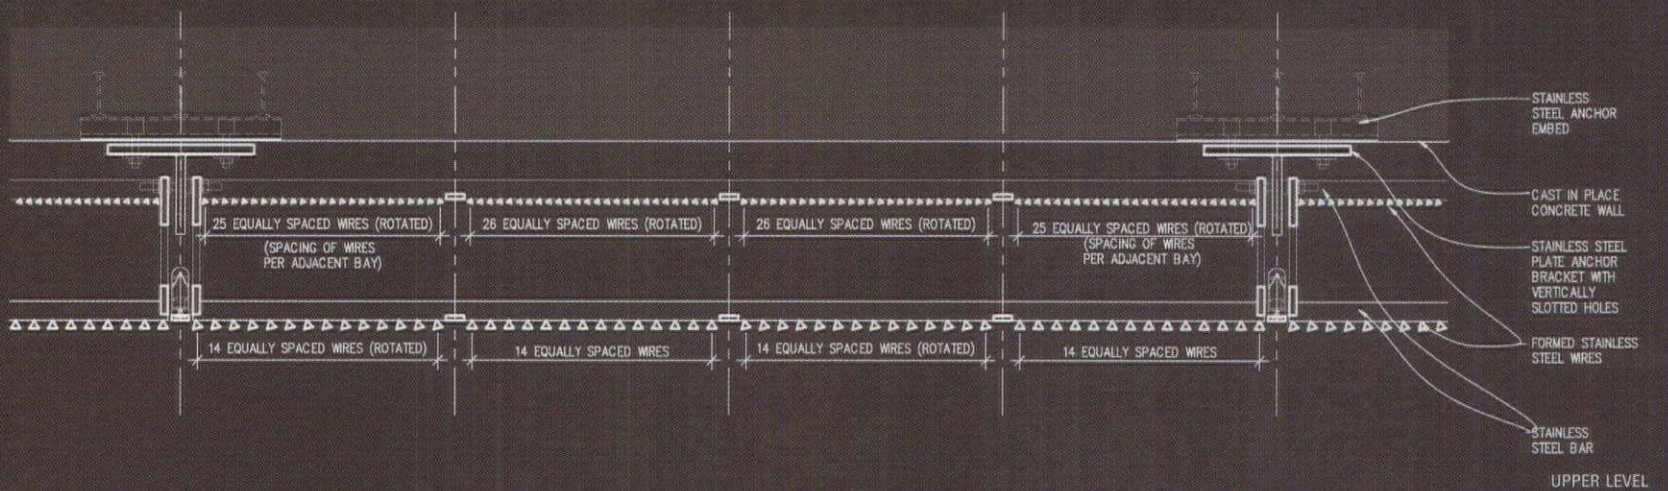 STAINLESS
STEEL ANCHOR
EMBED
CAST IN PLACE
CONCRETE WALL
25 EQUALLY SPACED WIRES (ROTATED)
(SPACING OF WIRES
PER ADJACENT BAY)
26 EQUALLY SPACED WIRES (ROTATED)
26 EQUALLY SPACED WIRES (ROTATED)
25 EQUALLY SPACED WIRES (ROTATED)
(SPACING OF WIRES
PER ADJACENT BAY)
STAINLESS STEEL
PLATE ANCHOR
BRACKET WITH
VERTICALLY
SLOTTED HOLES
14 EQUALLY SPACED WIRES (ROTATED)
14 EQUALLY SPACED WIRES
14 EQUALLY SPACED WIRES (ROTATED)
14 EQUALLY SPACED WIRES
FORMED STAINLESS
STEEL WIRES
STAINLESS
STEEL BAR
UPPER LEVEL